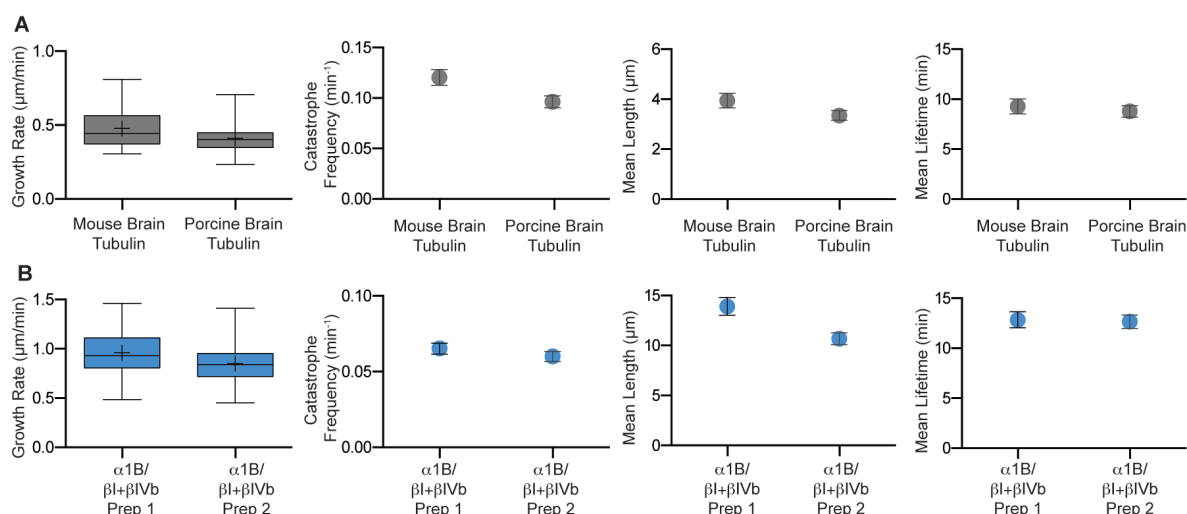 A
Growth Rate (μm/min)
1.0
0.5
0.0
Mouse Brain
Tubulin
Porcine Brain
Tubulin
Catastrophe
Frequency (min⁻¹)
0.15
0.10
0.05
0.00
Mouse Brain
Tubulin
Porcine Brain
Tubulin
Mean Length (μm)
6
4
2
0
Mouse Brain
Tubulin
Porcine Brain
Tubulin
Mean Lifetime (min)
15
10
5
0
Mouse Brain
Tubulin
Porcine Brain
Tubulin
B
Growth Rate (μm/min)
1.5
1.0
0.5
0.0
α1B/
βI+βIVb
Prep 1
α1B/
βI+βIVb
Prep 2
Catastrophe
Frequency (min⁻¹)
0.10
0.05
0.00
α1B/
βI+βIVb
Prep 1
α1B/
βI+βIVb
Prep 2
Mean Length (μm)
15
10
5
0
α1B/
βI+βIVb
Prep 1
α1B/
βI+βIVb
Prep 2
Mean Lifetime (min)
15
10
5
0
α1B/
βI+βIVb
Prep 1
α1B/
βI+βIVb
Prep 2